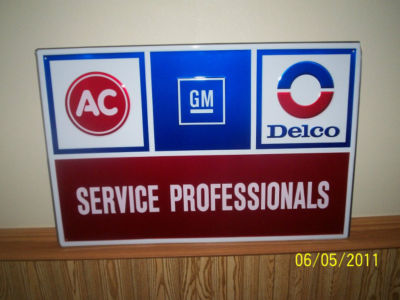 AC
GM
Delco
SERVICE PROFESSIONALS
06/05/2011